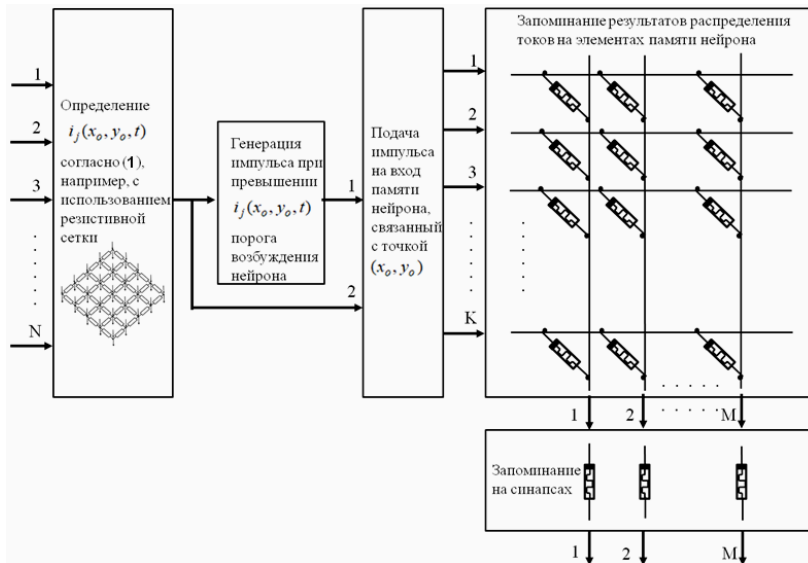 1
2
3
N
Определение
i_j(x_o, y_o, t)
согласно (1),
например, с
использованием
резистивной
сетки
Генерация
импульса при
превышении
i_j(x_o, y_o, t)
порога
возбуждения
нейрона
1
2
Подача
импульса
на вход
памяти
нейрона,
связанный
с точкой
(x_o, y_o)
1
2
3
K
Запоминание результатов распределения
токов на элементах памяти нейрона
1 2 M
Запоминание
на синапсах
1 2 M